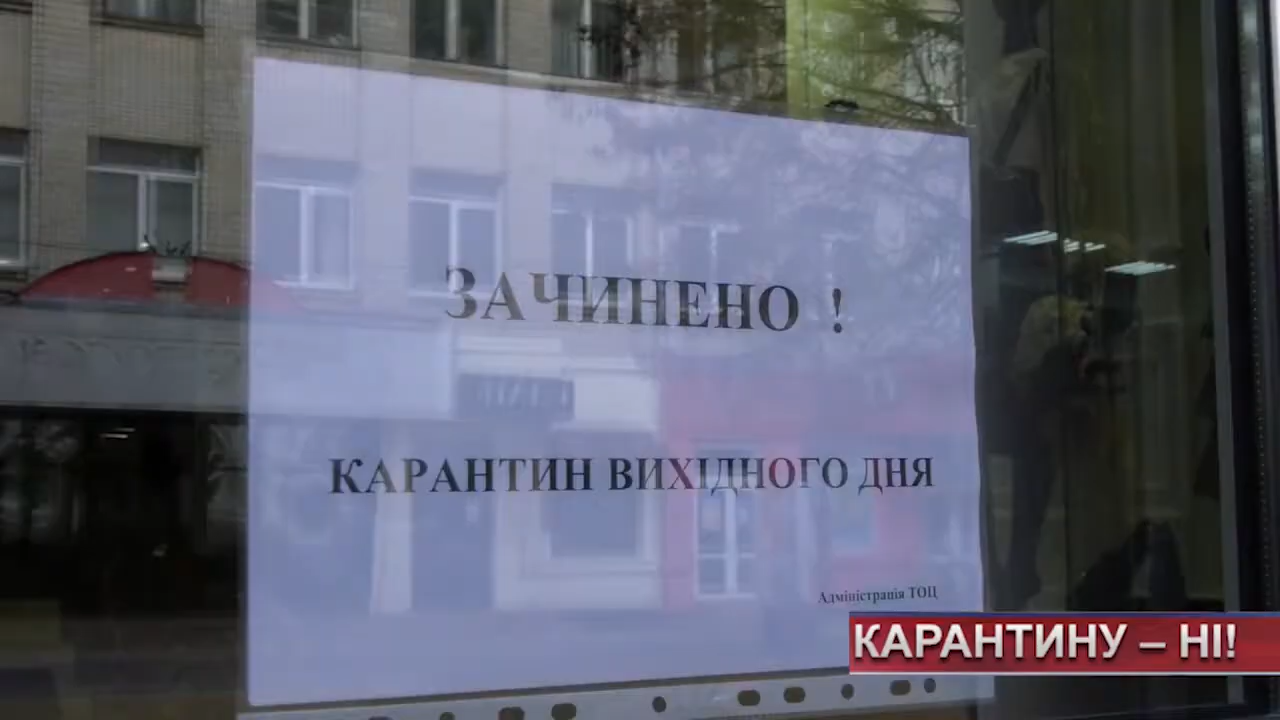 ЗАЧИНЕНО !
КАРАНТИН ВИХІДНОГО ДНЯ
Адміністрація ТОЦ
КАРАНТИНУ – НІ!